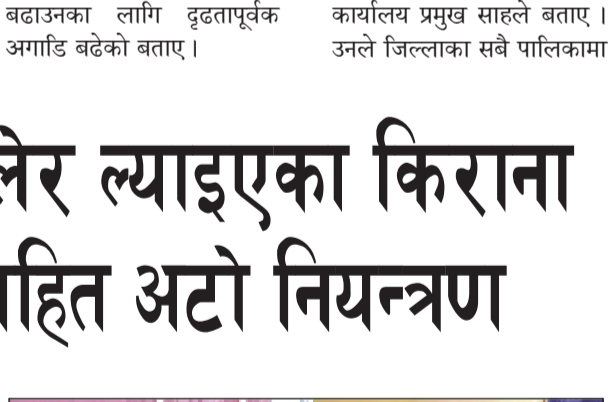 बढाउनका लागि दृढतापूर्वक
अगाडि बढेको बताए।
कार्यालय प्रमुख साहले बताए ।
उनले जिल्लाका सबै पालिकामा
लेर ल्याइएका किराना
हित अटो नियन्त्रण